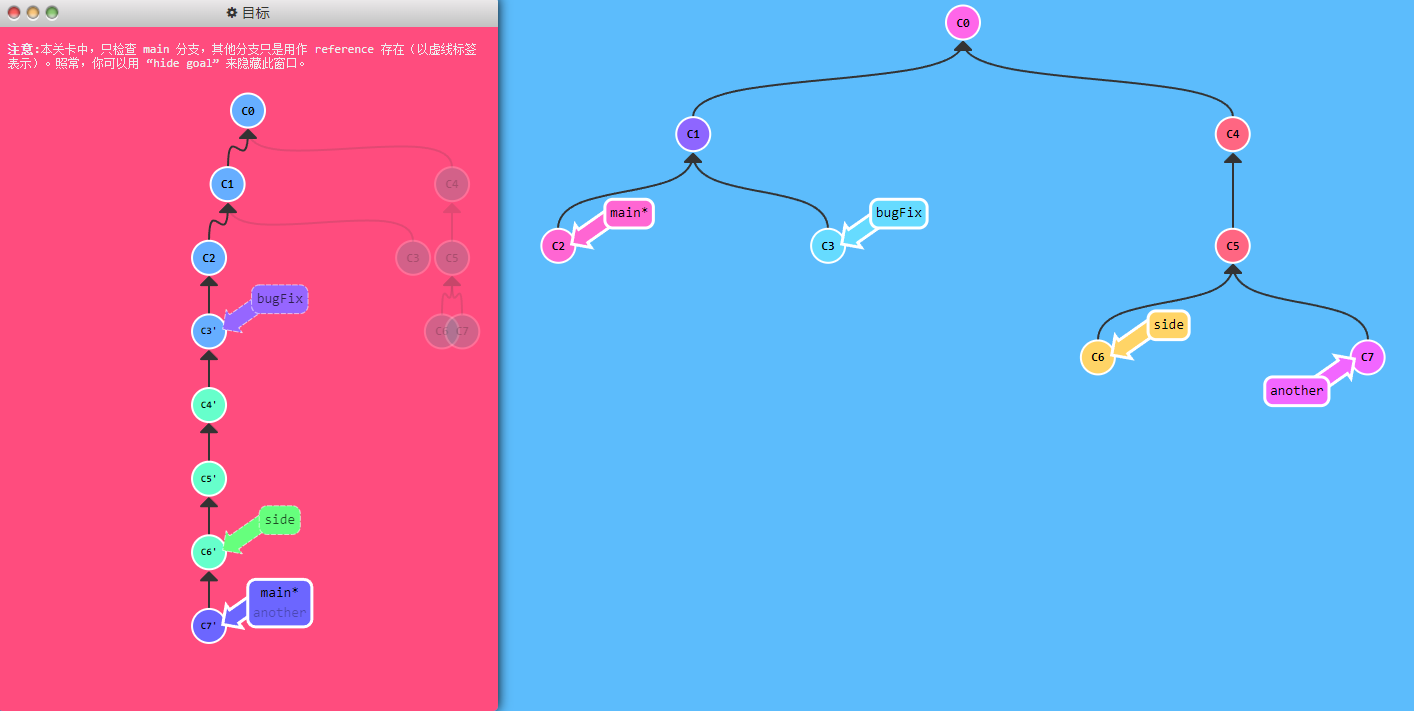 目标
注意:本关卡中，只检查 main 分支，其他分支只是用作 reference 存在（以虚线标签
表示）。照常，你可以用 “hide goal” 来隐藏此窗口。
C0
C1
C4
C2
C3
C5
C3'
bugFix
C6
C7
C4'
C5'
side
C6'
main*
another
C7'
C0
C1
C4
main*
bugFix
C2
C3
C5
side
C6
C7
another